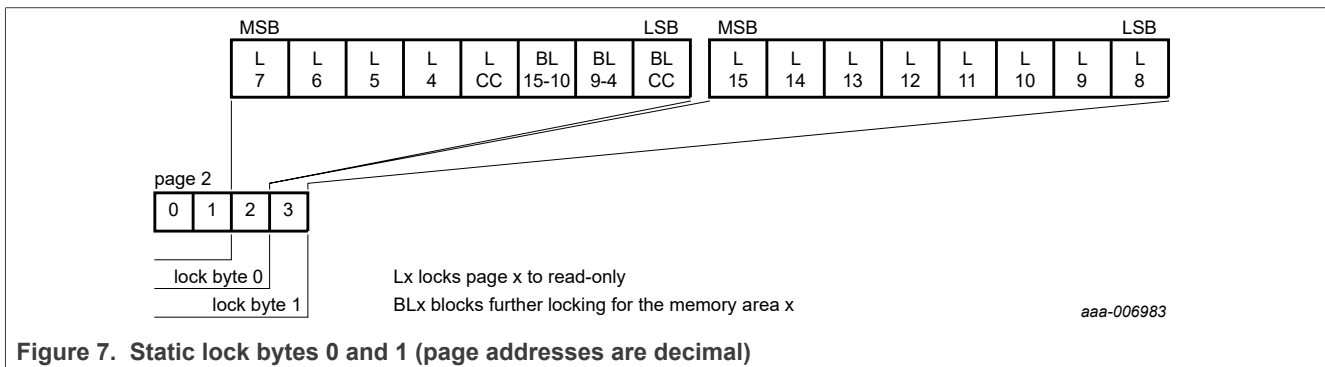 MSB LSB MSB LSB
L L L L L BL BL BL L L L L L L L L
7 6 5 4 CC 15-10 9-4 CC 15 14 13 12 11 10 9 8
page 2
0 1 2 3
lock byte 0 Lx locks page x to read-only
lock byte 1 BLx blocks further locking for the memory area x
aaa-006983
Figure 7. Static lock bytes 0 and 1 (page addresses are decimal)